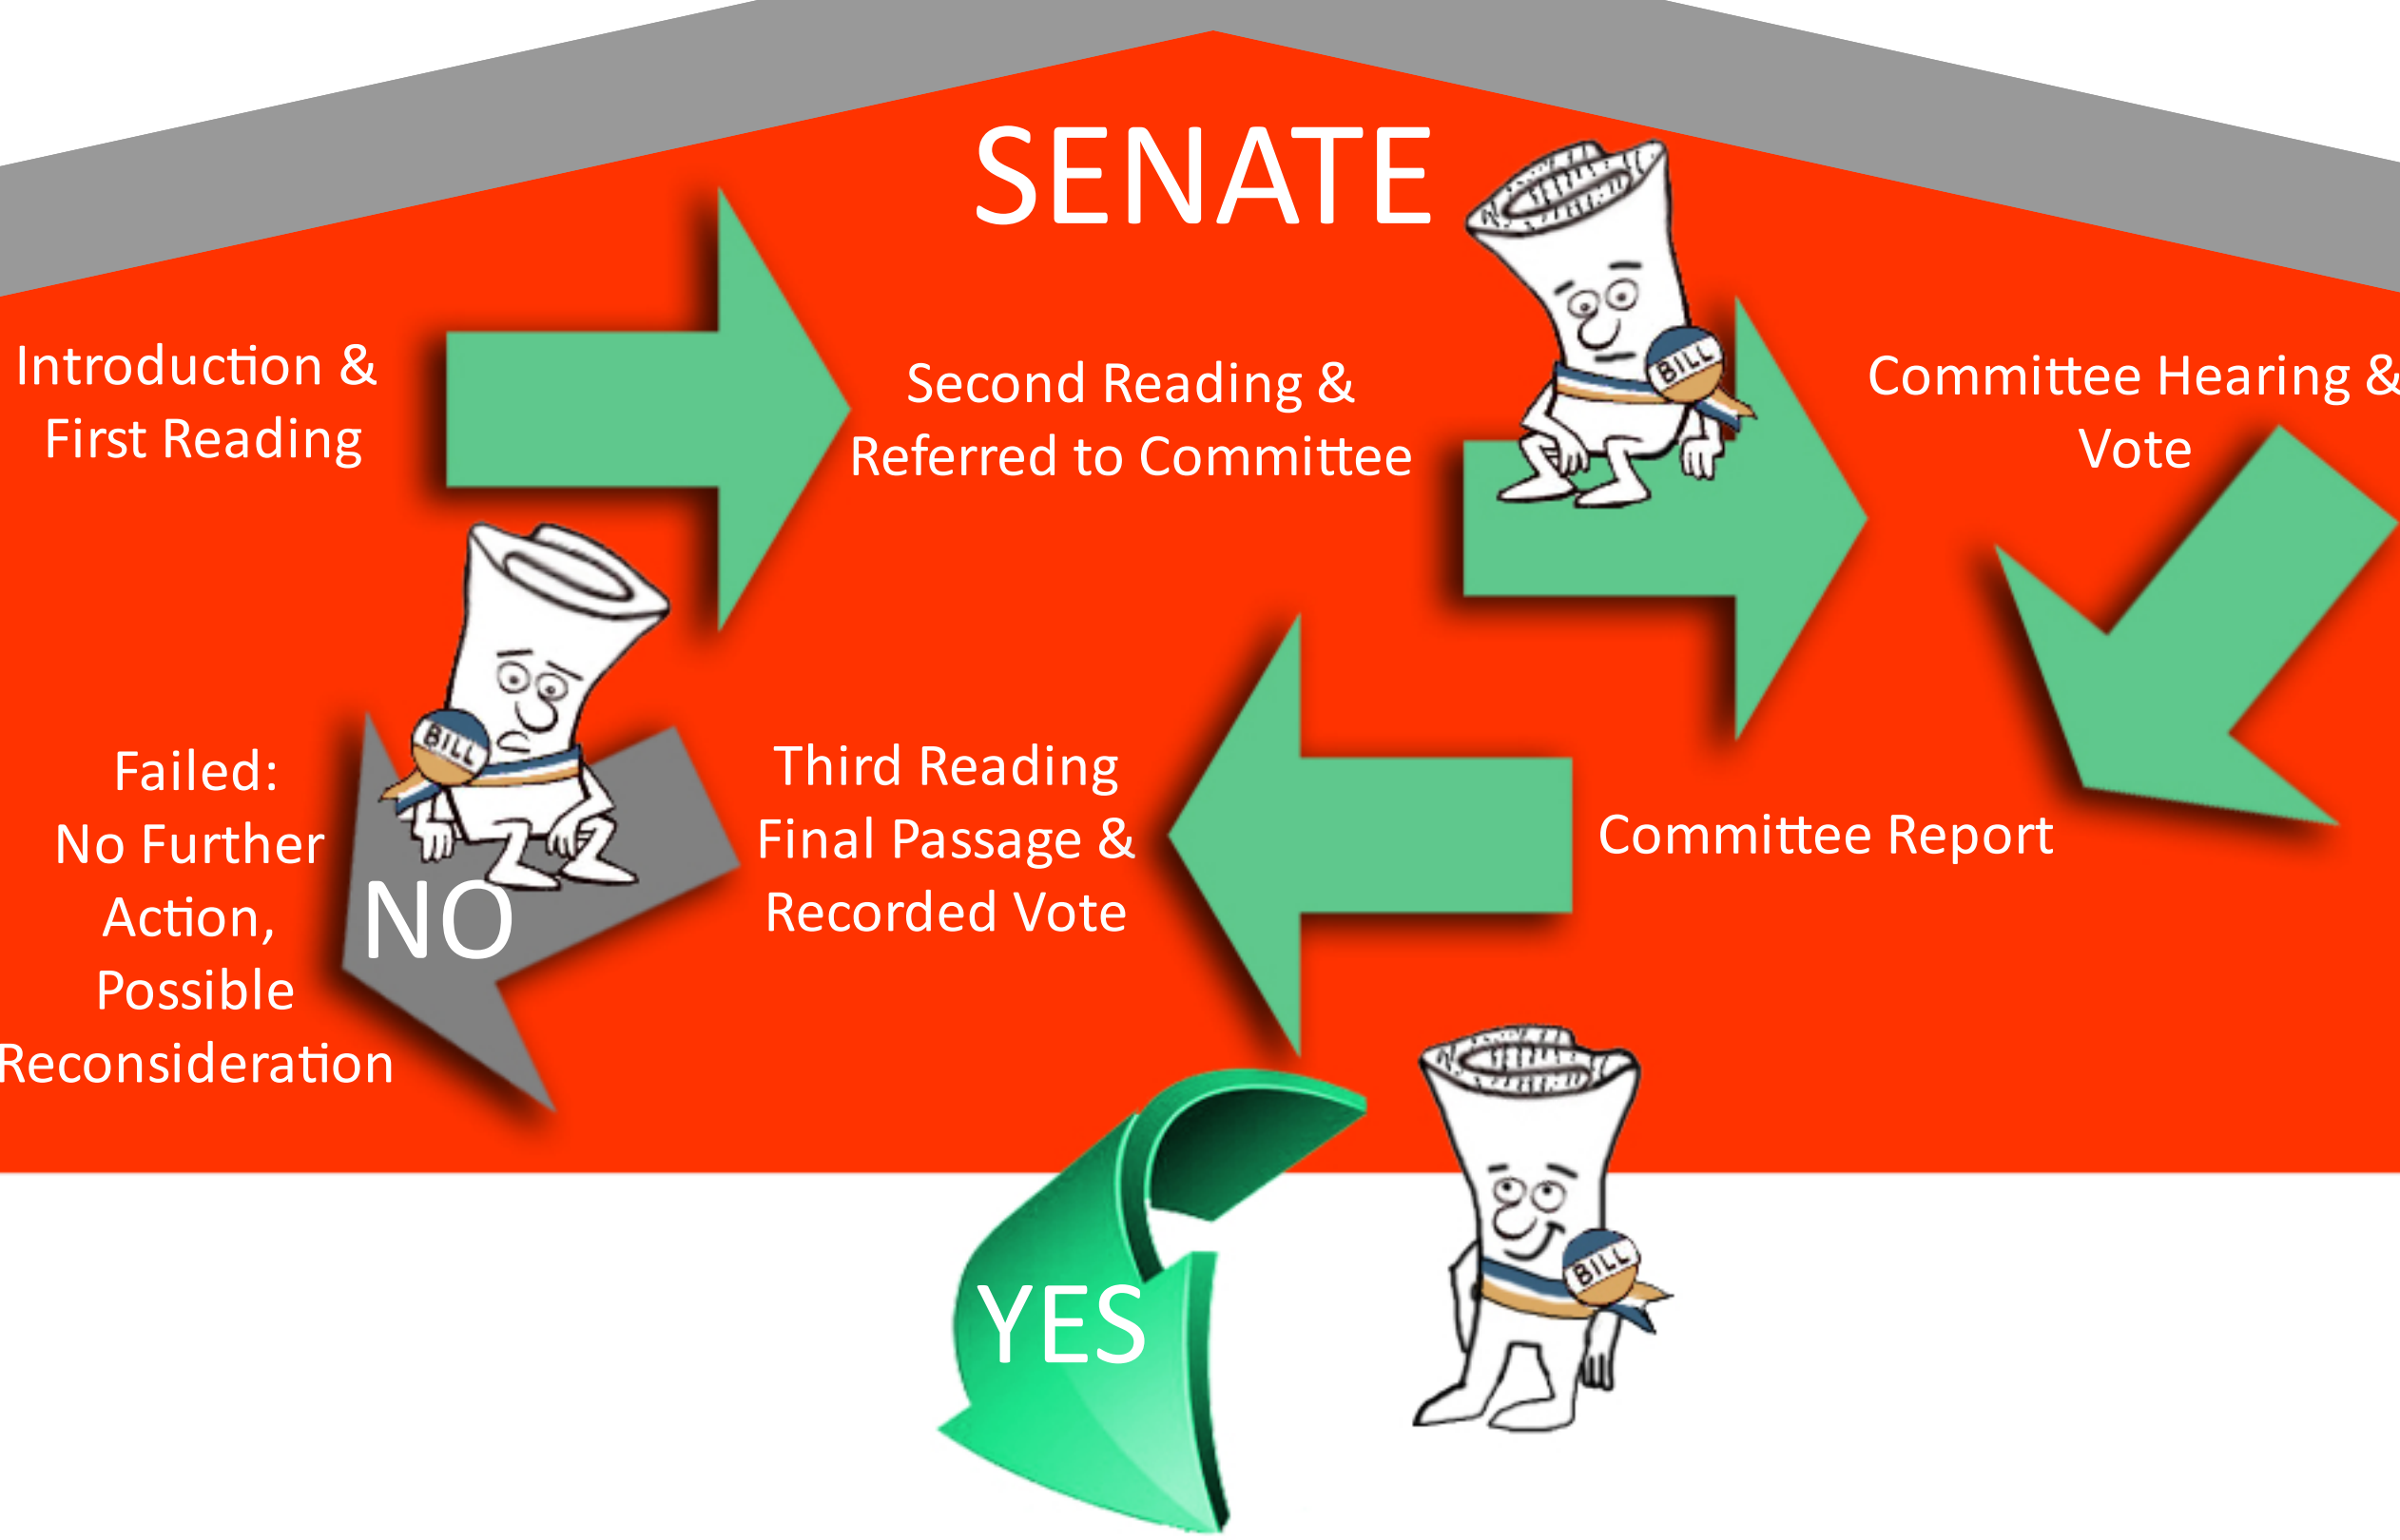 SENATE
Introduction &
First Reading
Second Reading &
Referred to Committee
BILL
Committee Hearing &
Vote
Committee Report
Third Reading
Final Passage &
Recorded Vote
BILL
NO
Failed:
No Further
Action,
Possible
Reconsideration
YES
BILL